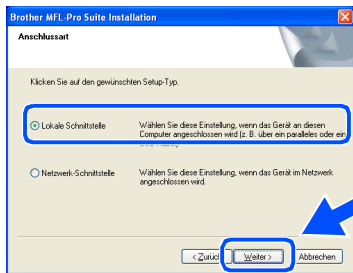 Brother MFL-Pro Suite Installation
Anschlussart
Klicken Sie auf den gewünschten Setup-Typ.
Lokale Schnittstelle
Wählen Sie diese Einstellung, wenn das Gerät an diesen
Computer angeschlossen wird (z. B. über ein paralleles oder ein
Netzwerk-Schnittstelle
Wählen Sie diese Einstellung, wenn das Gerät im Netzwerk
angeschlossen wird.
< Zurück
Weiter >
Abbrechen